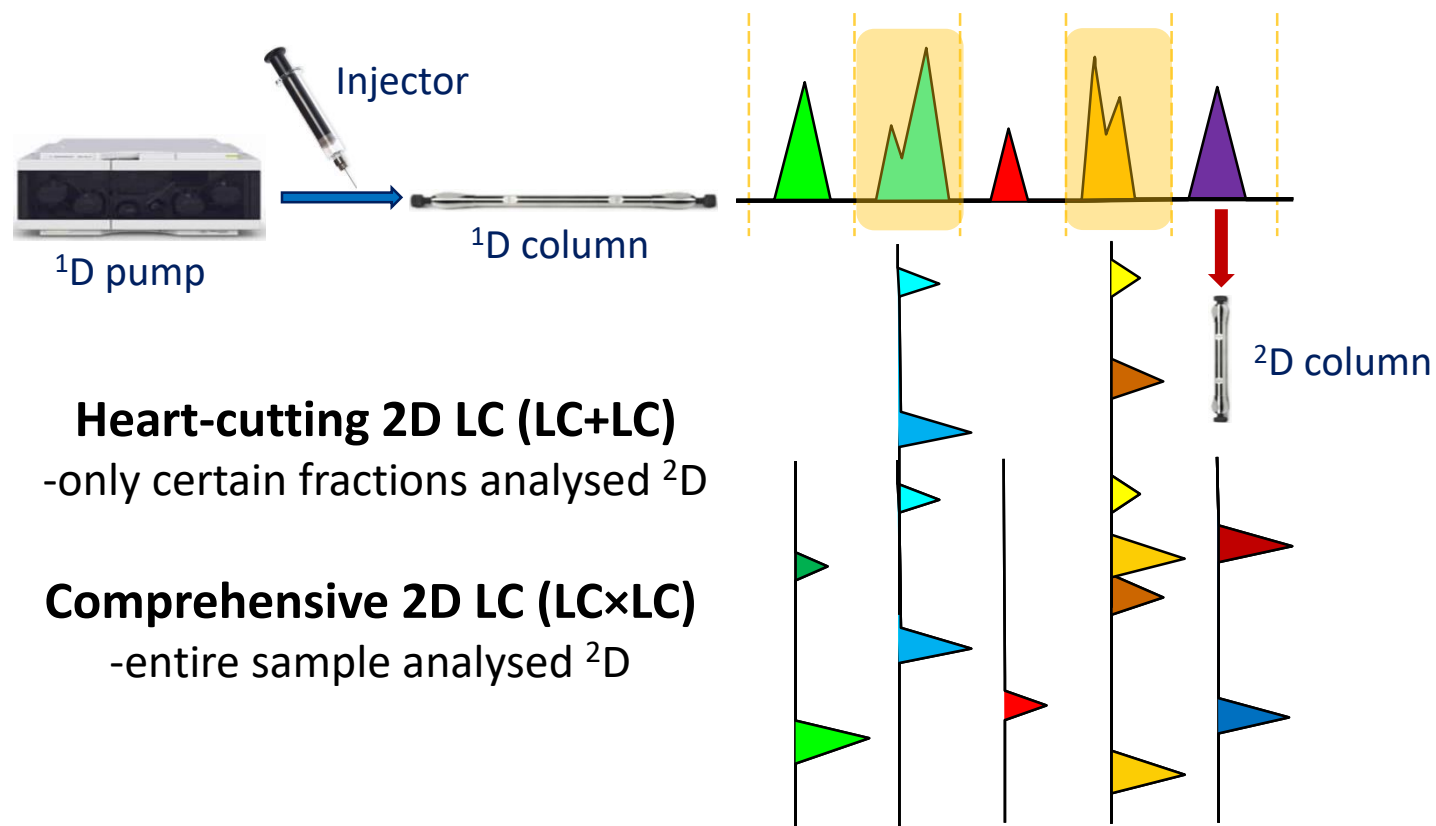 Injector
¹D pump
¹D column
²D column
Heart-cutting 2D LC (LC+LC)
-only certain fractions analysed ²D
Comprehensive 2D LC (LC×LC)
-entire sample analysed ²D